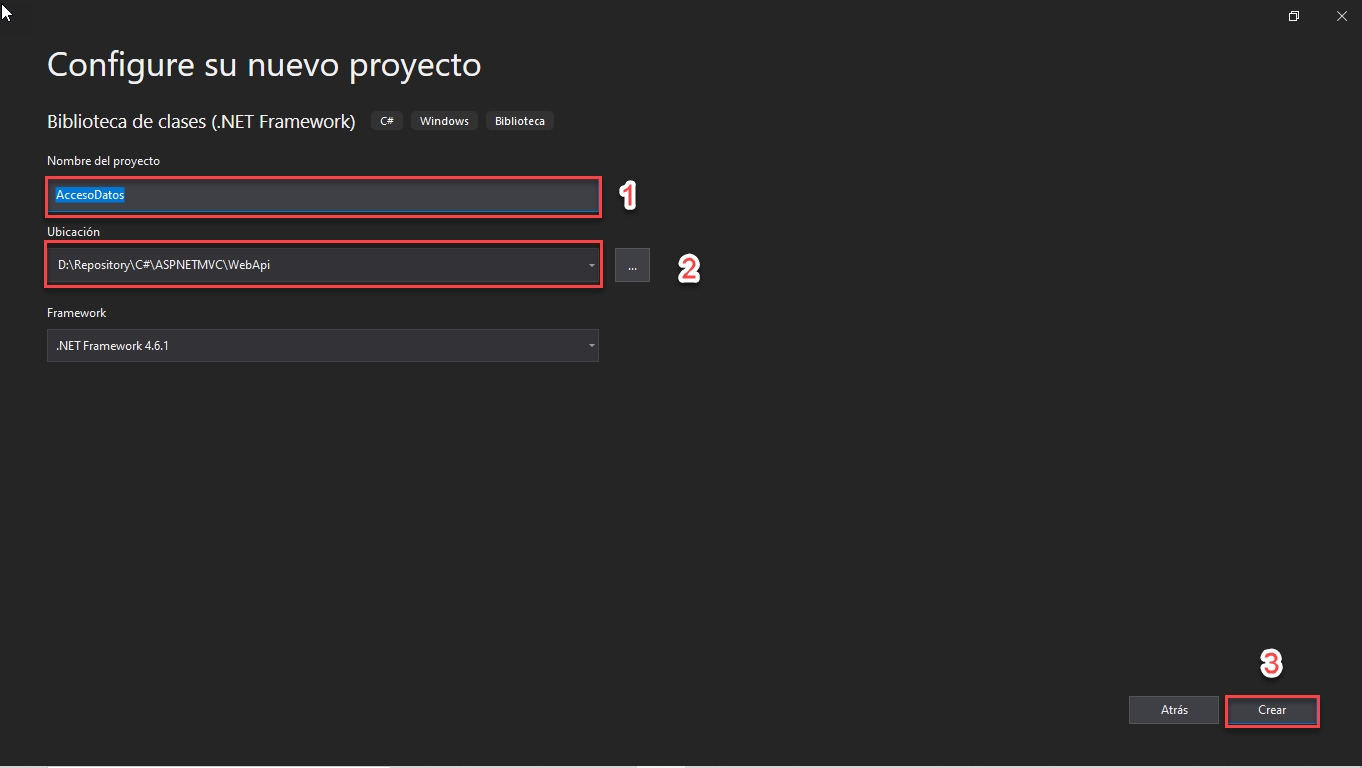 Configure su nuevo proyecto
Biblioteca de clases (.NET Framework) C# Windows Biblioteca
Nombre del proyecto
AccesoDatos
1
Ubicación
D:\Repository\C#\ASPNETMVC\WebApi
...
2
Framework
.NET Framework 4.6.1
3
Atrás Crear